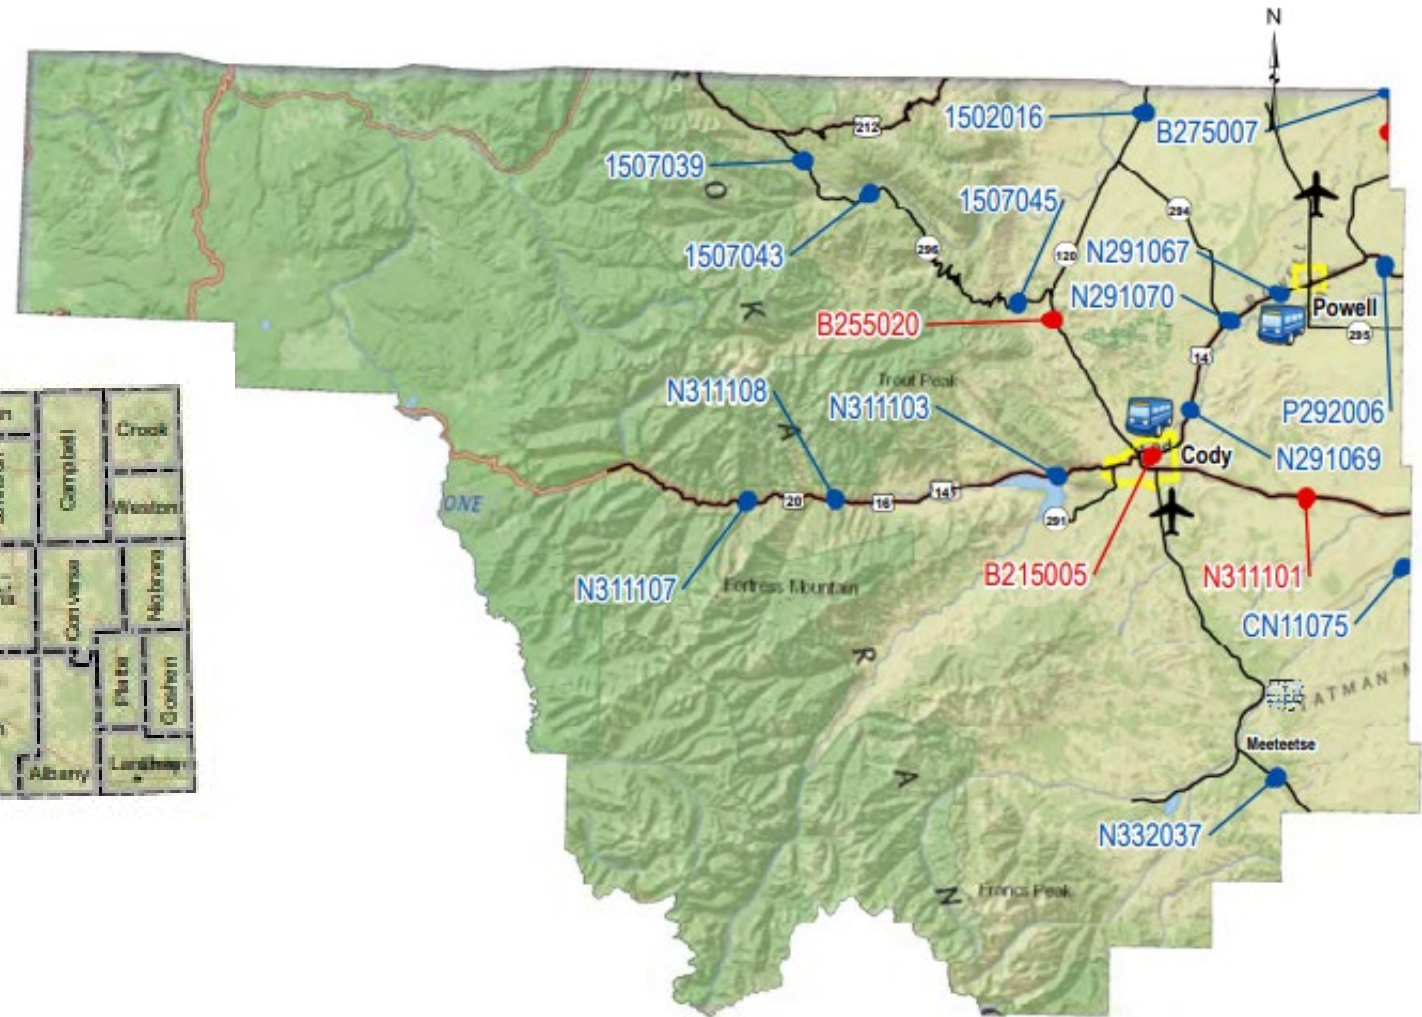 N
212
1502016
B275007
1507039
O
1507045
294
1507043
296
120
N291067
N291070
K
Powell
B255020
295
14
Trout Peak
N311108
N311103
P292006
A
Cody
N291069
ONE
20
16
14
291
N311107
Fortress Mountain
B215005
N311101
CN11075
R
TATMAN M
Meeteetse
A
N332037
N
Francs Peak
Crook
Campbell
Weston
Converse
Niobrara
Platte
Goshen
Albany
Laramie